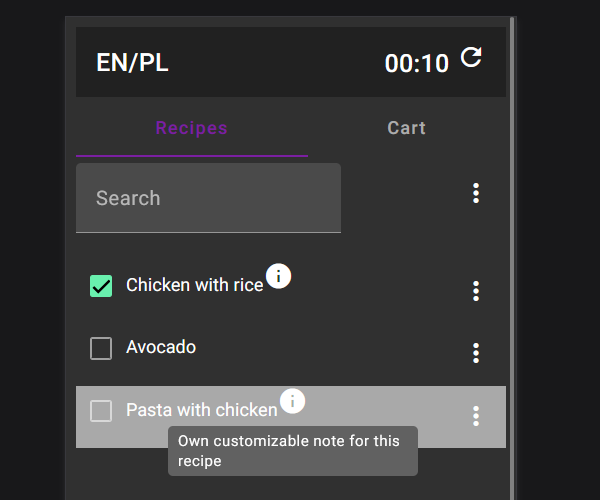 EN/PL
00:10
Recipes
Cart
Search
Chicken with rice
Avocado
Pasta with chicken
Own customizable note for this
recipe